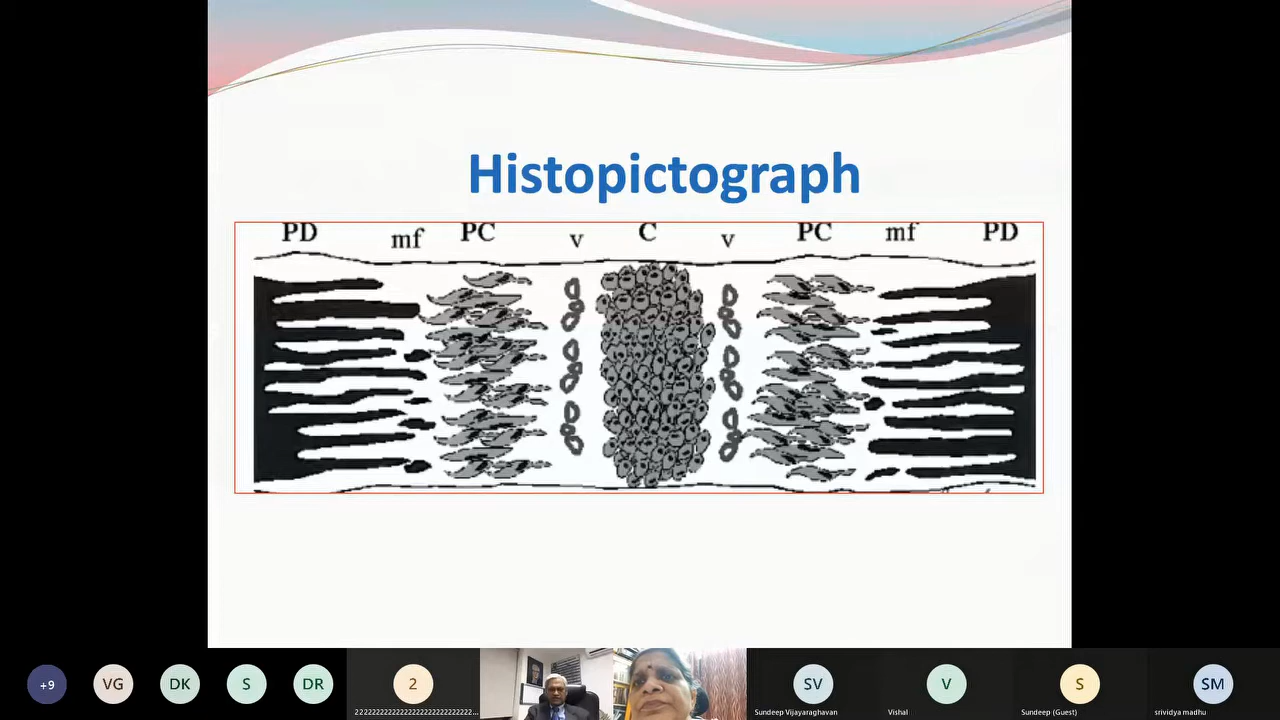 Histopictograph
PD mf PC v C v PC mf PD
+9 VG DK S DR 2 SV V S SM
Sundeep Vijayaraghavan Vishal Sundeep (Guest) srividya madhu